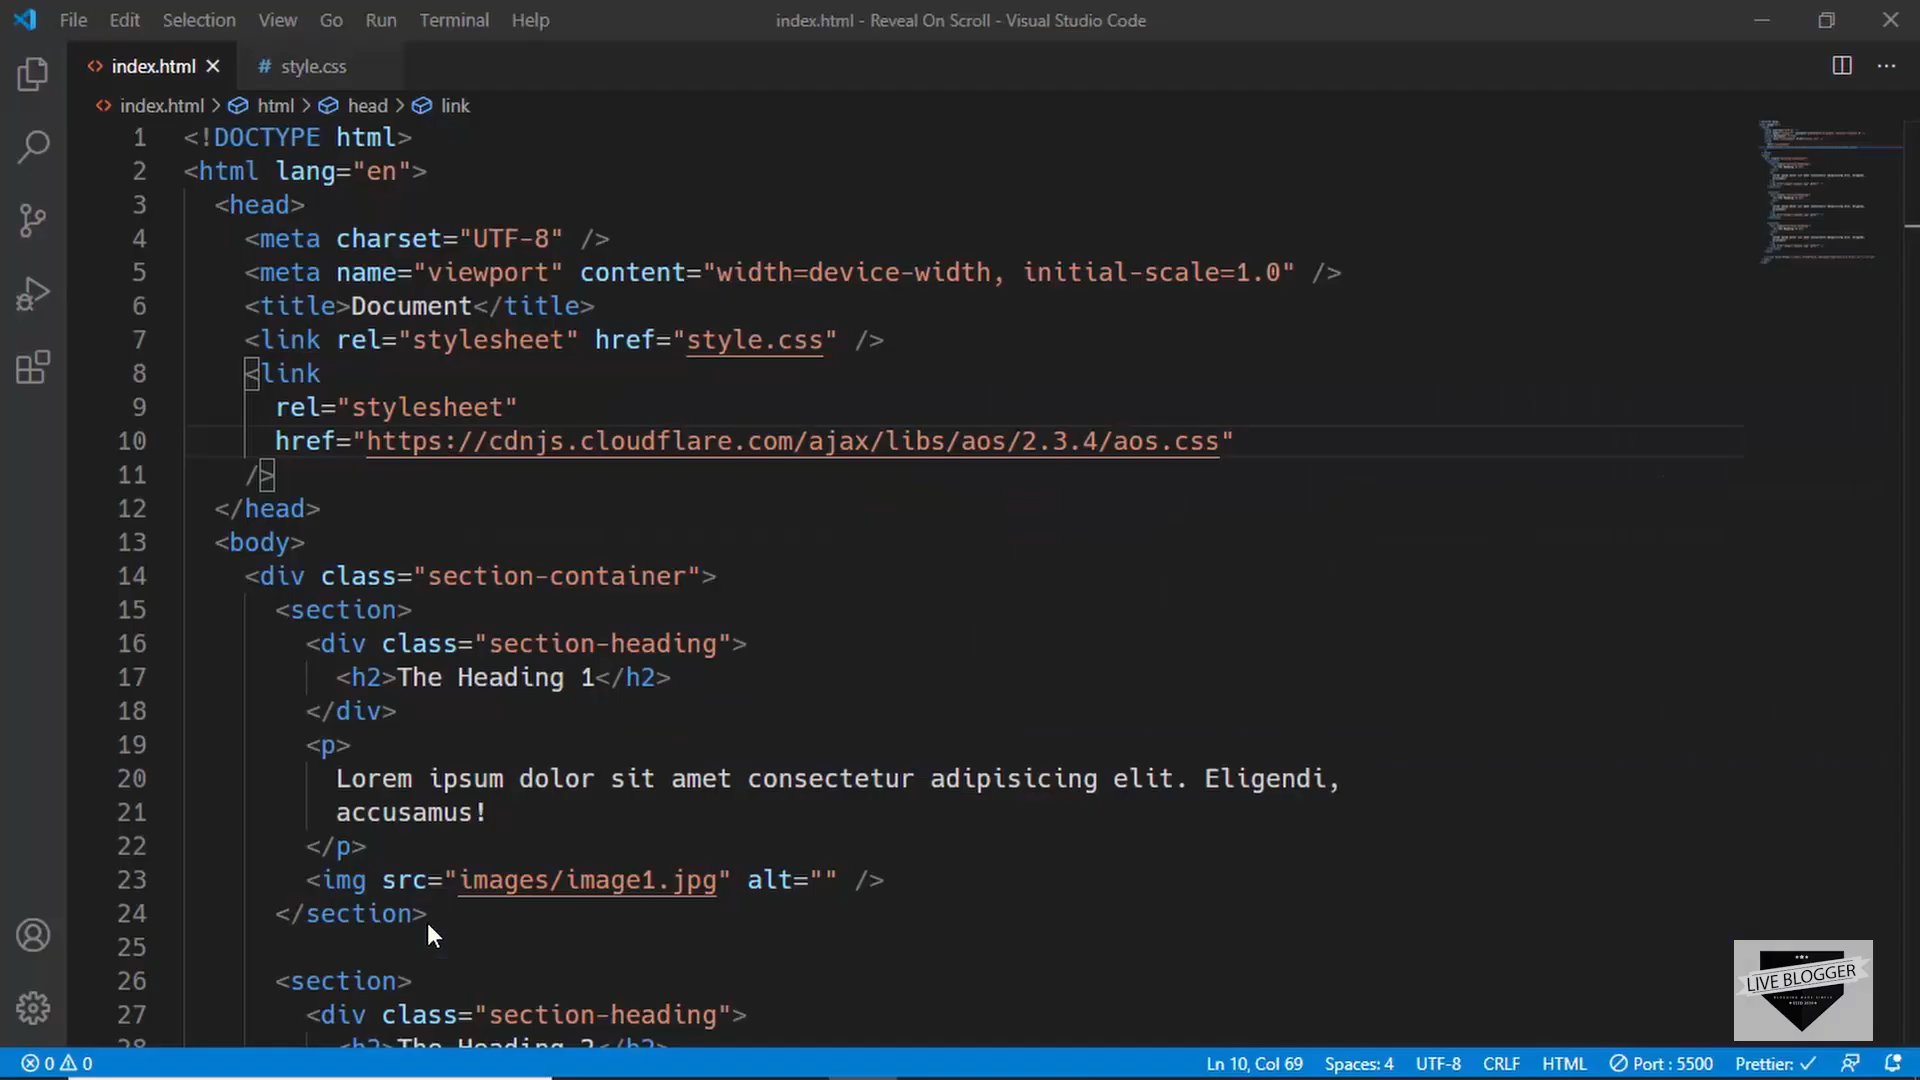 File Edit Selection View Go Run Terminal Help
index.html - Reveal On Scroll - Visual Studio Code
index.html
# style.css
index.html > html > head > link
1 <!DOCTYPE html>
2 <html lang="en">
3 <head>
4 <meta charset="UTF-8" />
5 <meta name="viewport" content="width=device-width, initial-scale=1.0" />
6 <title>Document</title>
7 <link rel="stylesheet" href="style.css" />
8 <link
9 rel="stylesheet"
10 href="https://cdnjs.cloudflare.com/ajax/libs/aos/2.3.4/aos.css"
11 />
12 </head>
13 <body>
14 <div class="section-container">
15 <section>
16 <div class="section-heading">
17 <h2>The Heading 1</h2>
18 </div>
19 <p>
20 Lorem ipsum dolor sit amet consectetur adipisicing elit. Eligendi,
21 accusamus!
22 </p>
23 <img src="images/image1.jpg" alt="" />
24 </section>
25
26 <section>
27 <div class="section-heading">
28 <h2>The Heading 2</h2>
LIVE BLOGGER
0 0
Ln 10, Col 69 Spaces: 4 UTF-8 CRLF HTML Port : 5500 Prettier: ✓